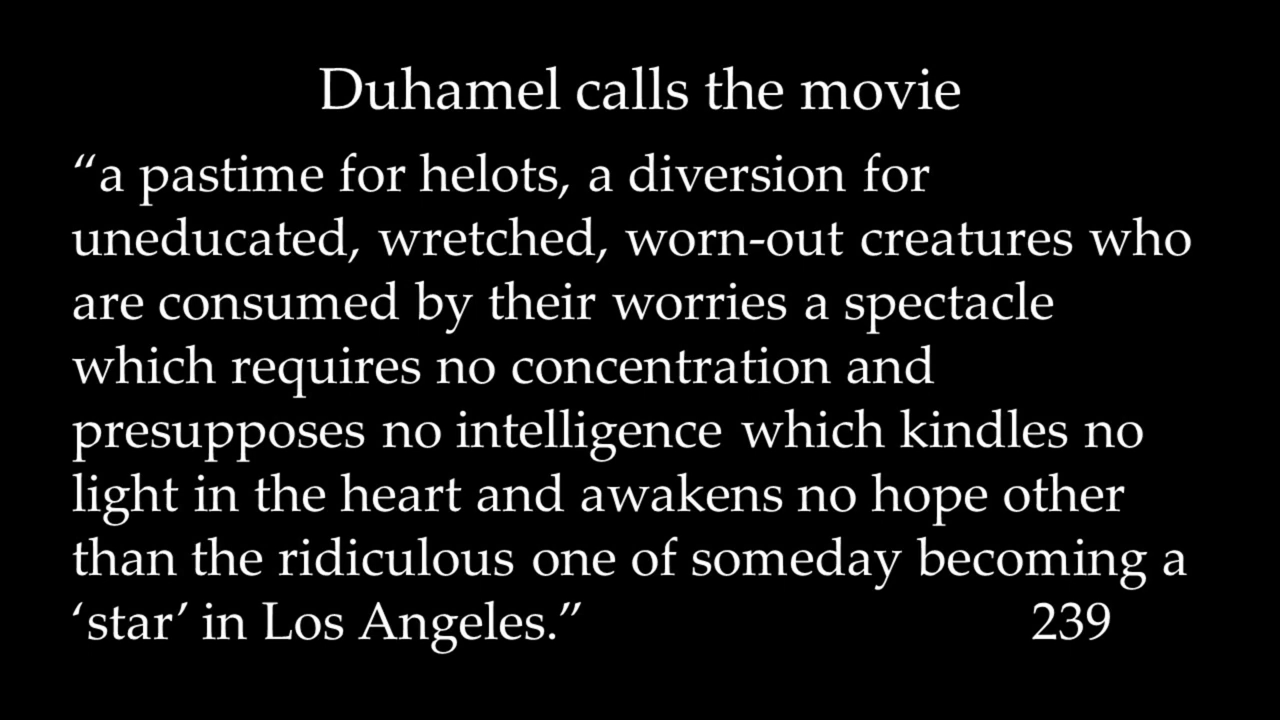 Duhamel calls the movie
“a pastime for helots, a diversion for
uneducated, wretched, worn-out creatures who
are consumed by their worries a spectacle
which requires no concentration and
presupposes no intelligence which kindles no
light in the heart and awakens no hope other
than the ridiculous one of someday becoming a
‘star’ in Los Angeles.” 239